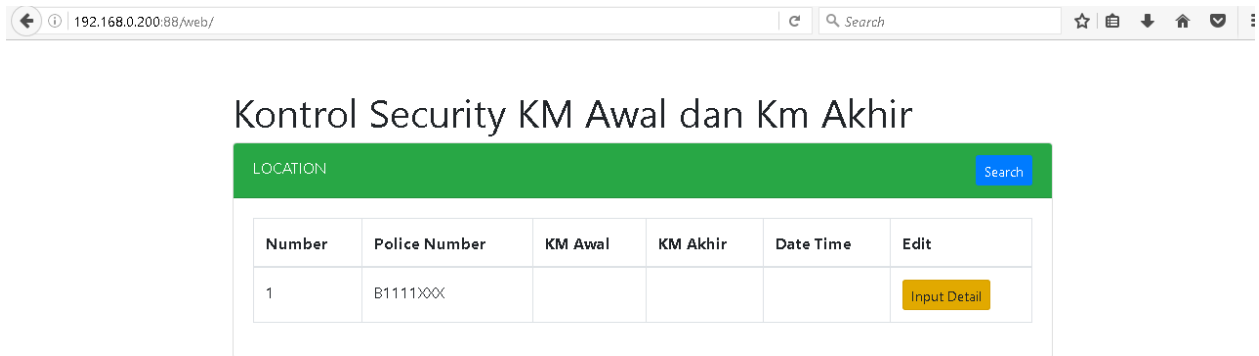 192.168.0.200:88/web/
Search
Kontrol Security KM Awal dan Km Akhir
LOCATION
Search
Number Police Number KM Awal KM Akhir Date Time Edit
1 B1111XXX Input Detail